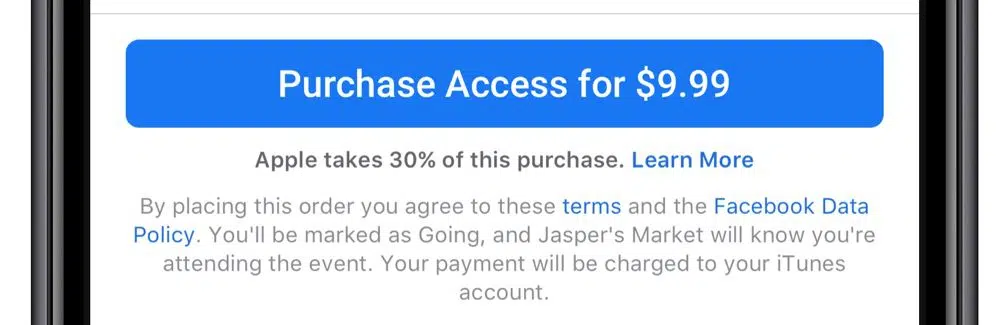 Purchase Access for $9.99
Apple takes 30% of this purchase. Learn More
By placing this order you agree to these terms and the Facebook Data
Policy. You'll be marked as Going, and Jasper's Market will know you're
attending the event. Your payment will be charged to your iTunes
account.